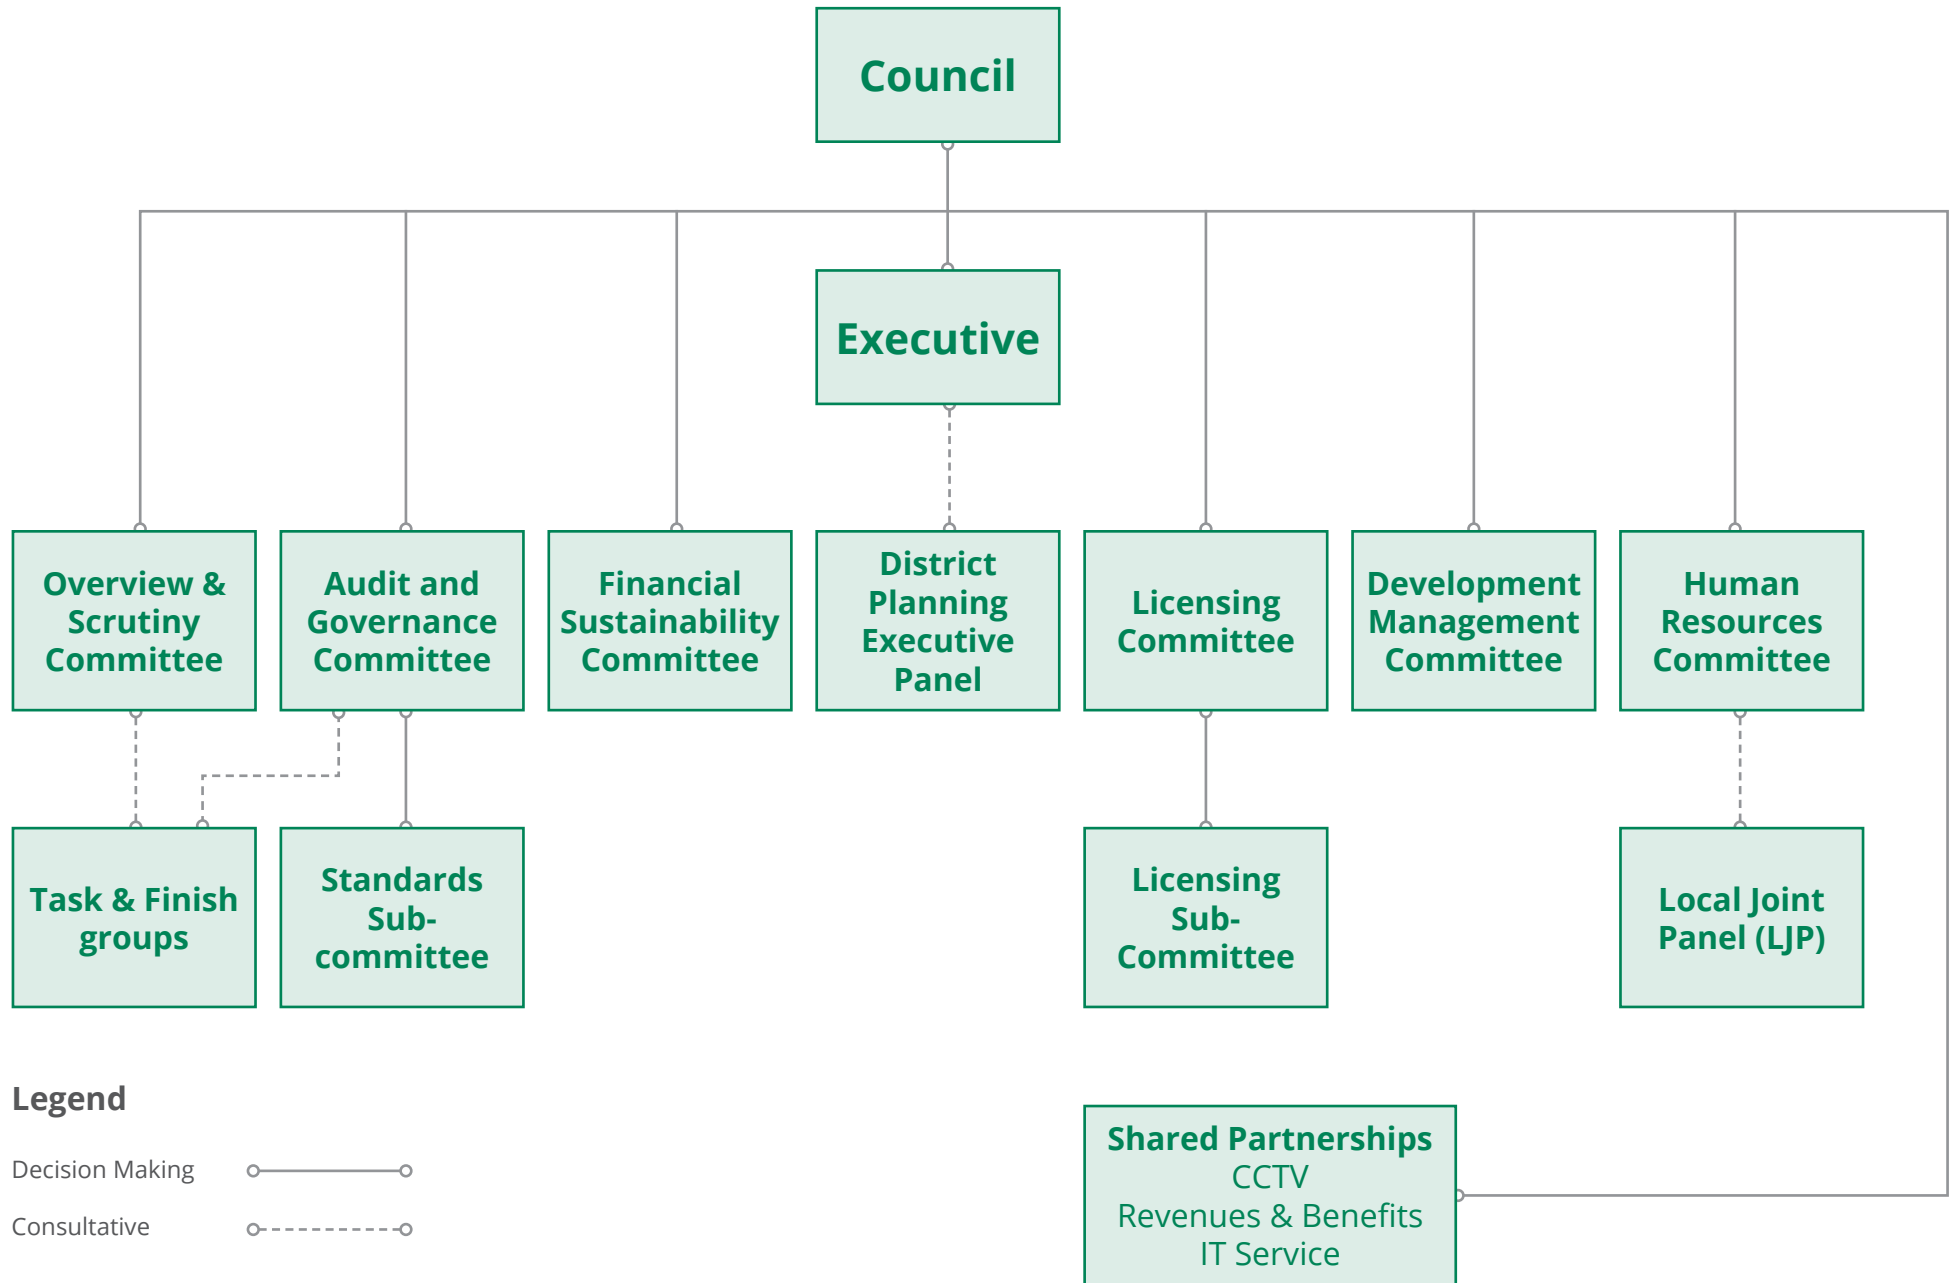 Council
Executive
Overview &
Scrutiny
Committee
Audit and
Governance
Committee
Financial
Sustainability
Committee
District
Planning
Executive
Panel
Licensing
Committee
Development
Management
Committee
Human
Resources
Committee
Task & Finish
groups
Standards
Sub-
committee
Licensing
Sub-
Committee
Local Joint
Panel (LJP)
Legend
Decision Making
Consultative
Shared Partnerships
CCTV
Revenues & Benefits
IT Service